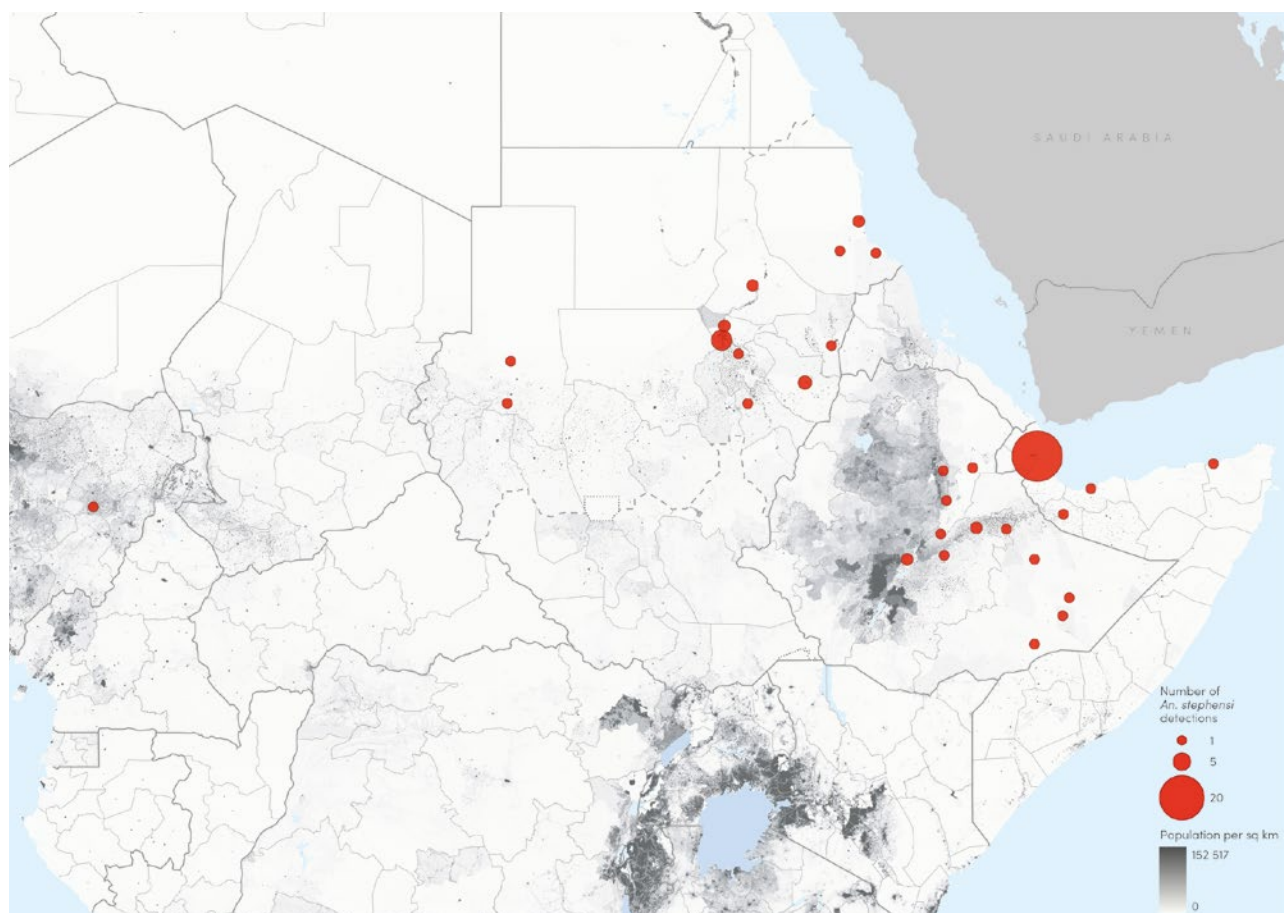 SAUDI ARABIA
YEMEN
Number of
An. stephensi
detections
1
5
20
Population per sq km
152 517
0